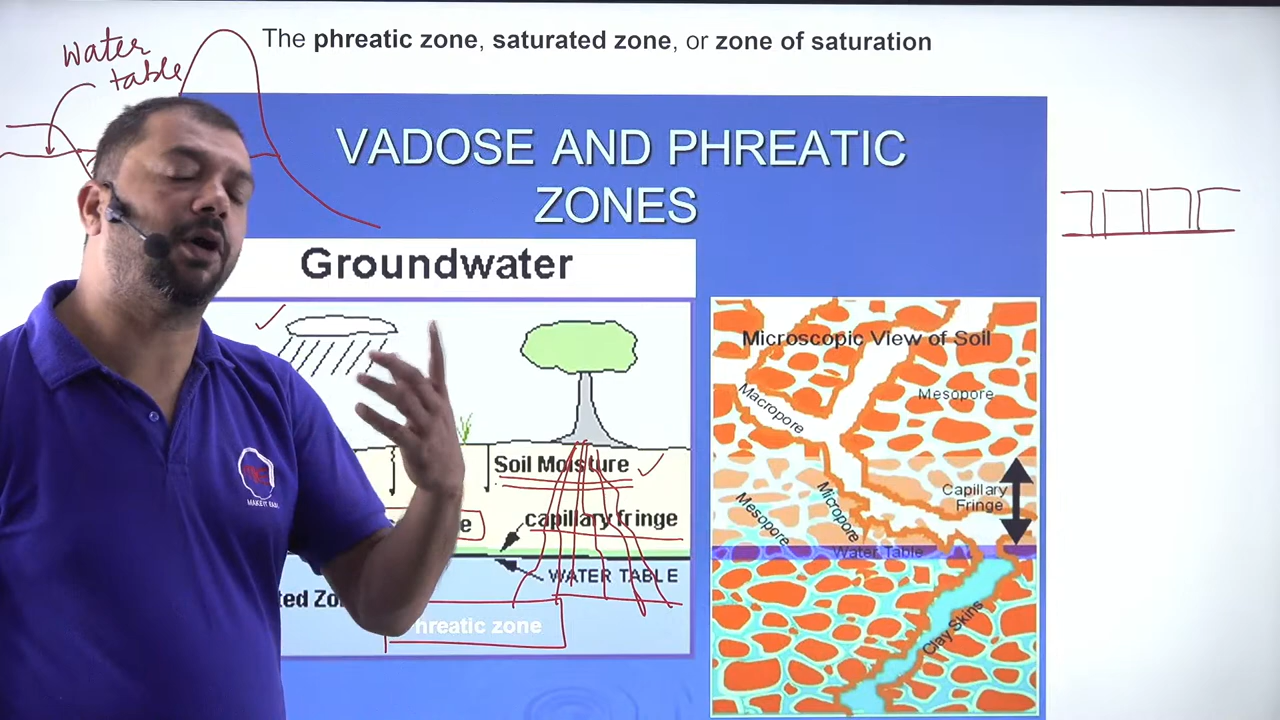 The phreatic zone, saturated zone, or zone of saturation
water
table
VADOSE AND PHREATIC
ZONES
Groundwater
Soil Moisture
capillary fringe
WATER TABLE
ted Zo
hreatic zone
Microscopic View of Soil
Macropore
Mesopore
Capillary
Fringe
Mesopore
Micropore
Water Table
Clay Skins